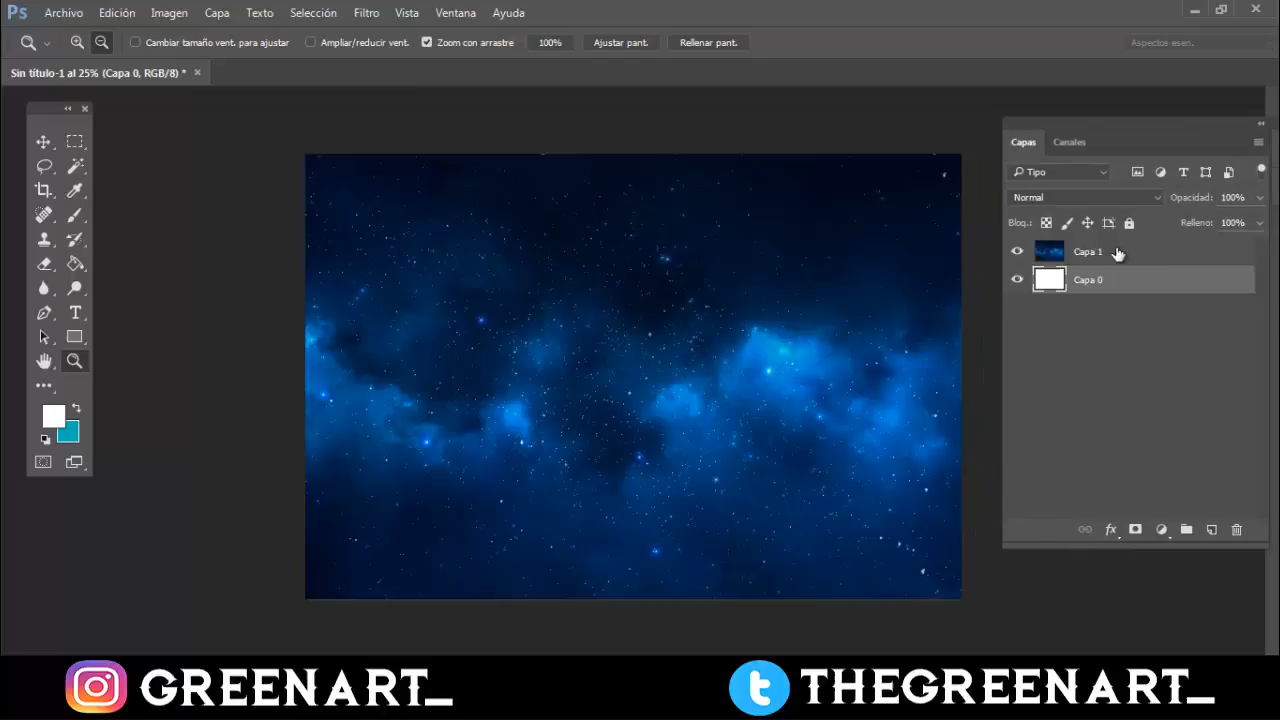 Ps Archivo Edición Imagen Capa Texto Selección Filtro Vista Ventana Ayuda
Cambiar tamaño vent. para ajustar Ampliar/reducir vent. Zoom con arrastre 100% Ajustar pant. Rellenar pant. Aspectos esen.
Sin título-1 al 25% (Capa 0, RGB/8) * ×
Capas Canales
Tipo
Normal Opacidad: 100%
Bloq.: Relleno: 100%
Capa 1
Capa 0
fx
GREENART_ THEGREENART_